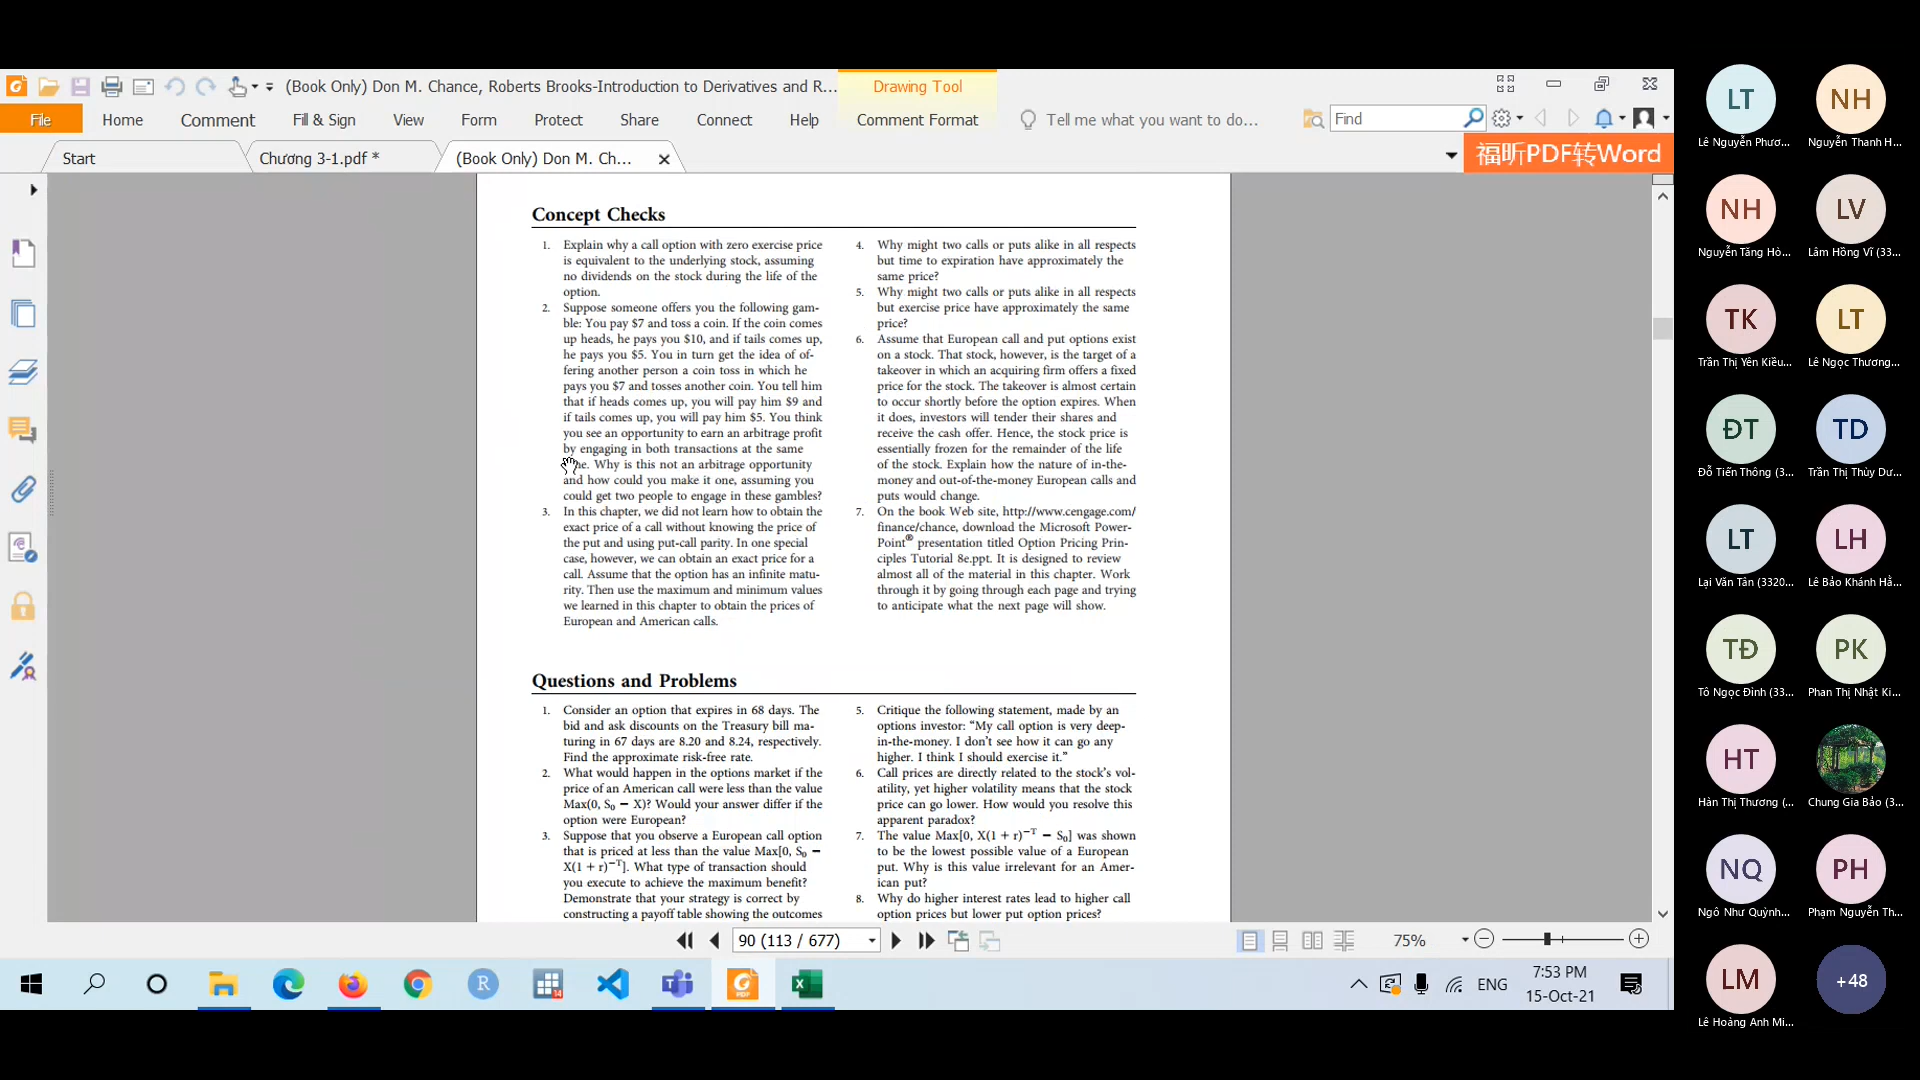 (Book Only) Don M. Chance, Roberts Brooks-Introduction to Derivatives and R...
Drawing Tool
File
Home
Comment
Fill & Sign
View
Form
Protect
Share
Connect
Help
Comment Format
Tell me what you want to do...
Find
Start
Chương 3-1.pdf *
(Book Only) Don M. Ch...
福昕PDF转Word
Concept Checks
1. Explain why a call option with zero exercise price
is equivalent to the underlying stock, assuming
no dividends on the stock during the life of the
option.
2. Suppose someone offers you the following gam-
ble: You pay $7 and toss a coin. If the coin comes
up heads, he pays you $10, and if tails comes up,
he pays you $5. You in turn get the idea of of-
fering another person a coin toss in which he
pays you $7 and tosses another coin. You tell him
that if heads comes up, you will pay him $9 and
if tails comes up, you will pay him $5. You think
you see an opportunity to earn an arbitrage profit
by engaging in both transactions at the same
Why is this not an arbitrage opportunity
and how could you make it one, assuming you
could get two people to engage in these gambles?
3. In this chapter, we did not learn how to obtain the
exact price of a call without knowing the price of
the put and using put-call parity. In one special
case, however, we can obtain an exact price for a
call. Assume that the option has an infinite matu-
rity. Then use the maximum and minimum values
we learned in this chapter to obtain the prices of
European and American calls.
4. Why might two calls or puts alike in all respects
but time to expiration have approximately the
same price?
5. Why might two calls or puts alike in all respects
but exercise price have approximately the same
price?
6. Assume that European call and put options exist
on a stock. That stock, however, is the target of a
takeover in which an acquiring firm offers a fixed
price for the stock. The takeover is almost certain
to occur shortly before the option expires. When
it does, investors will tender their shares and
receive the cash offer. Hence, the stock price is
essentially frozen for the remainder of the life
of the stock. Explain how the nature of in-the-
money and out-of-the-money European calls and
puts would change.
7. On the book Web site, http://www.cengage.com/
finance/chance, download the Microsoft Power-
Point® presentation titled Option Pricing Prin-
ciples Tutorial 8e.ppt. It is designed to review
almost all of the material in this chapter. Work
through it by going through each page and trying
to anticipate what the next page will show.
Questions and Problems
1. Consider an option that expires in 68 days. The
bid and ask discounts on the Treasury bill ma-
turing in 67 days are 8.20 and 8.24, respectively.
Find the approximate risk-free rate.
2. What would happen in the options market if the
price of an American call were less than the value
Max(0, S₀ − X)? Would your answer differ if the
option were European?
3. Suppose that you observe a European call option
that is priced at less than the value Max[0, S₀ −
X(1 + r)⁻ᵀ]. What type of transaction should
you execute to achieve the maximum benefit?
Demonstrate that your strategy is correct by
constructing a payoff table showing the outcomes
5. Critique the following statement, made by an
options investor: “My call option is very deep-
in-the-money. I don’t see how it can go any
higher. I think I should exercise it.”
6. Call prices are directly related to the stock’s vol-
atility, yet higher volatility means that the stock
price can go lower. How would you resolve this
apparent paradox?
7. The value Max[0, X(1 + r)⁻ᵀ − S₀] was shown
to be the lowest possible value of a European
put. Why is this value irrelevant for an Amer-
ican put?
8. Why do higher interest rates lead to higher call
option prices but lower put option prices?
90 (113 / 677)
75%
ENG
7:53 PM
15-Oct-21
LT
NH
Lê Nguyễn Phươ...
Nguyễn Thanh H...
NH
LV
Nguyễn Tăng Hò...
Lâm Hồng Vĩ (33...
TK
LT
Trần Thị Yên Kiều...
Lê Ngọc Thương...
ĐT
TD
Đỗ Tiến Thông (3...
Trần Thị Thùy Dư...
LT
LH
Lại Văn Tân (3320...
Lê Bảo Khánh Hằ...
TĐ
PK
Tô Ngọc Đình (33...
Phan Thị Nhật Ki...
HT
Hàn Thị Thương (...
Chung Gia Bảo (3...
NQ
PH
Ngô Như Quỳnh...
Phạm Nguyễn Th...
LM
+48
Lê Hoàng Anh Mi...